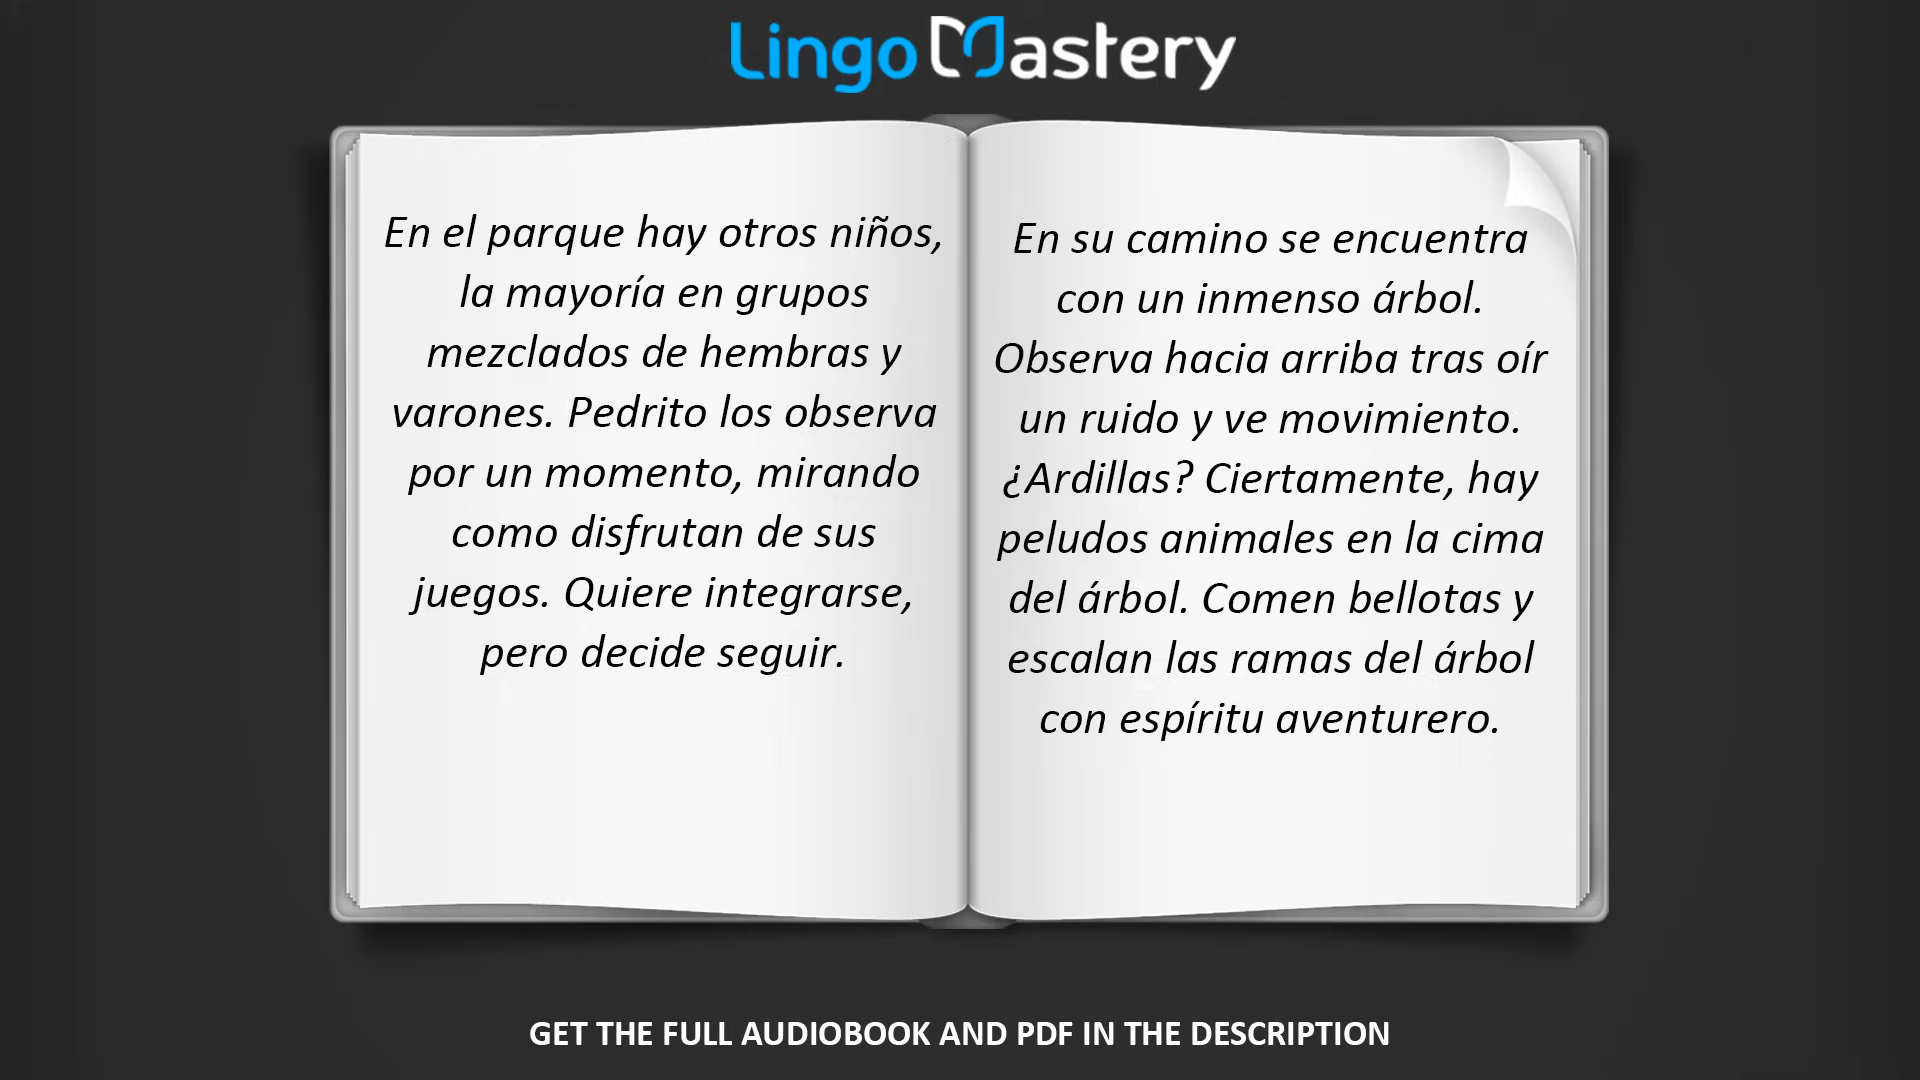 Lingo Mastery
En el parque hay otros niños,
la mayoría en grupos
mezclados de hembras y
varones. Pedrito los observa
por un momento, mirando
como disfrutan de sus
juegos. Quiere integrarse,
pero decide seguir.
En su camino se encuentra
con un inmenso árbol.
Observa hacia arriba tras oír
un ruido y ve movimiento.
¿Ardillas? Ciertamente, hay
peludos animales en la cima
del árbol. Comen bellotas y
escalan las ramas del árbol
con espíritu aventurero.
GET THE FULL AUDIOBOOK AND PDF IN THE DESCRIPTION